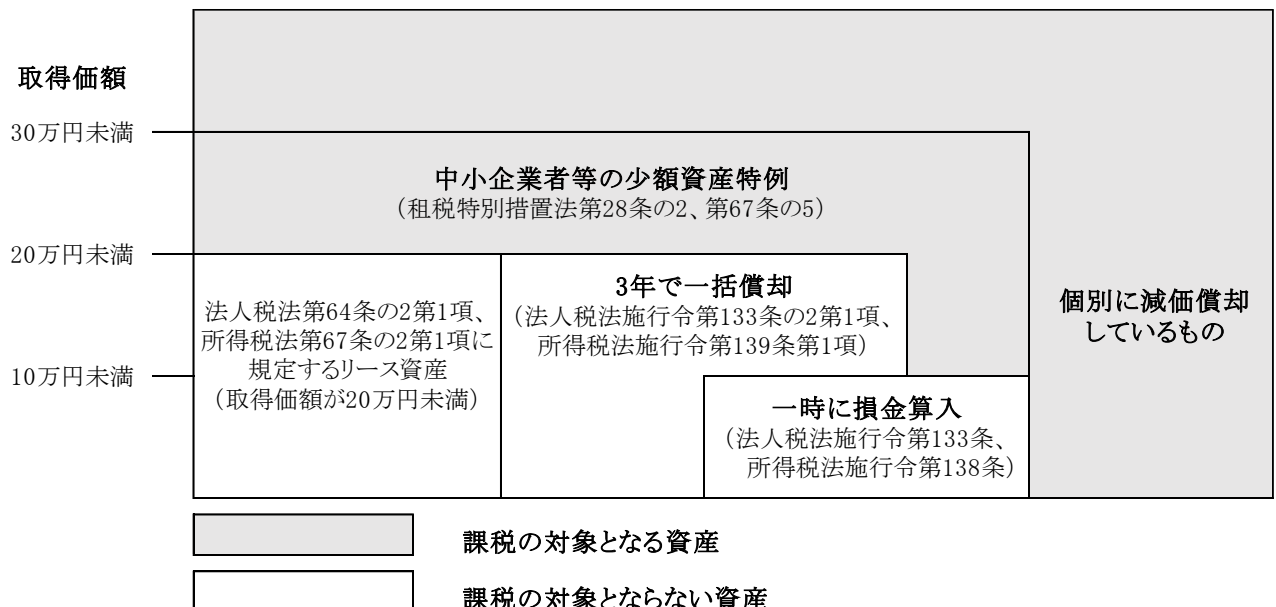 取得価額
30万円未満
中小企業者等の少額資産特例
（租税特別措置法第28条の2、第67条の5）
20万円未満
法人税法第64条の2第1項、
所得税法第67条の2第1項に
規定するリース資産
（取得価額が20万円未満）
3年で一括償却
（法人税法施行令第133条の2第1項、
所得税法施行令第139条第1項）
個別に減価償却
しているもの
10万円未満
一時に損金算入
（法人税法施行令第133条、
所得税法施行令第138条）
課税の対象となる資産
課税の対象とならない資産